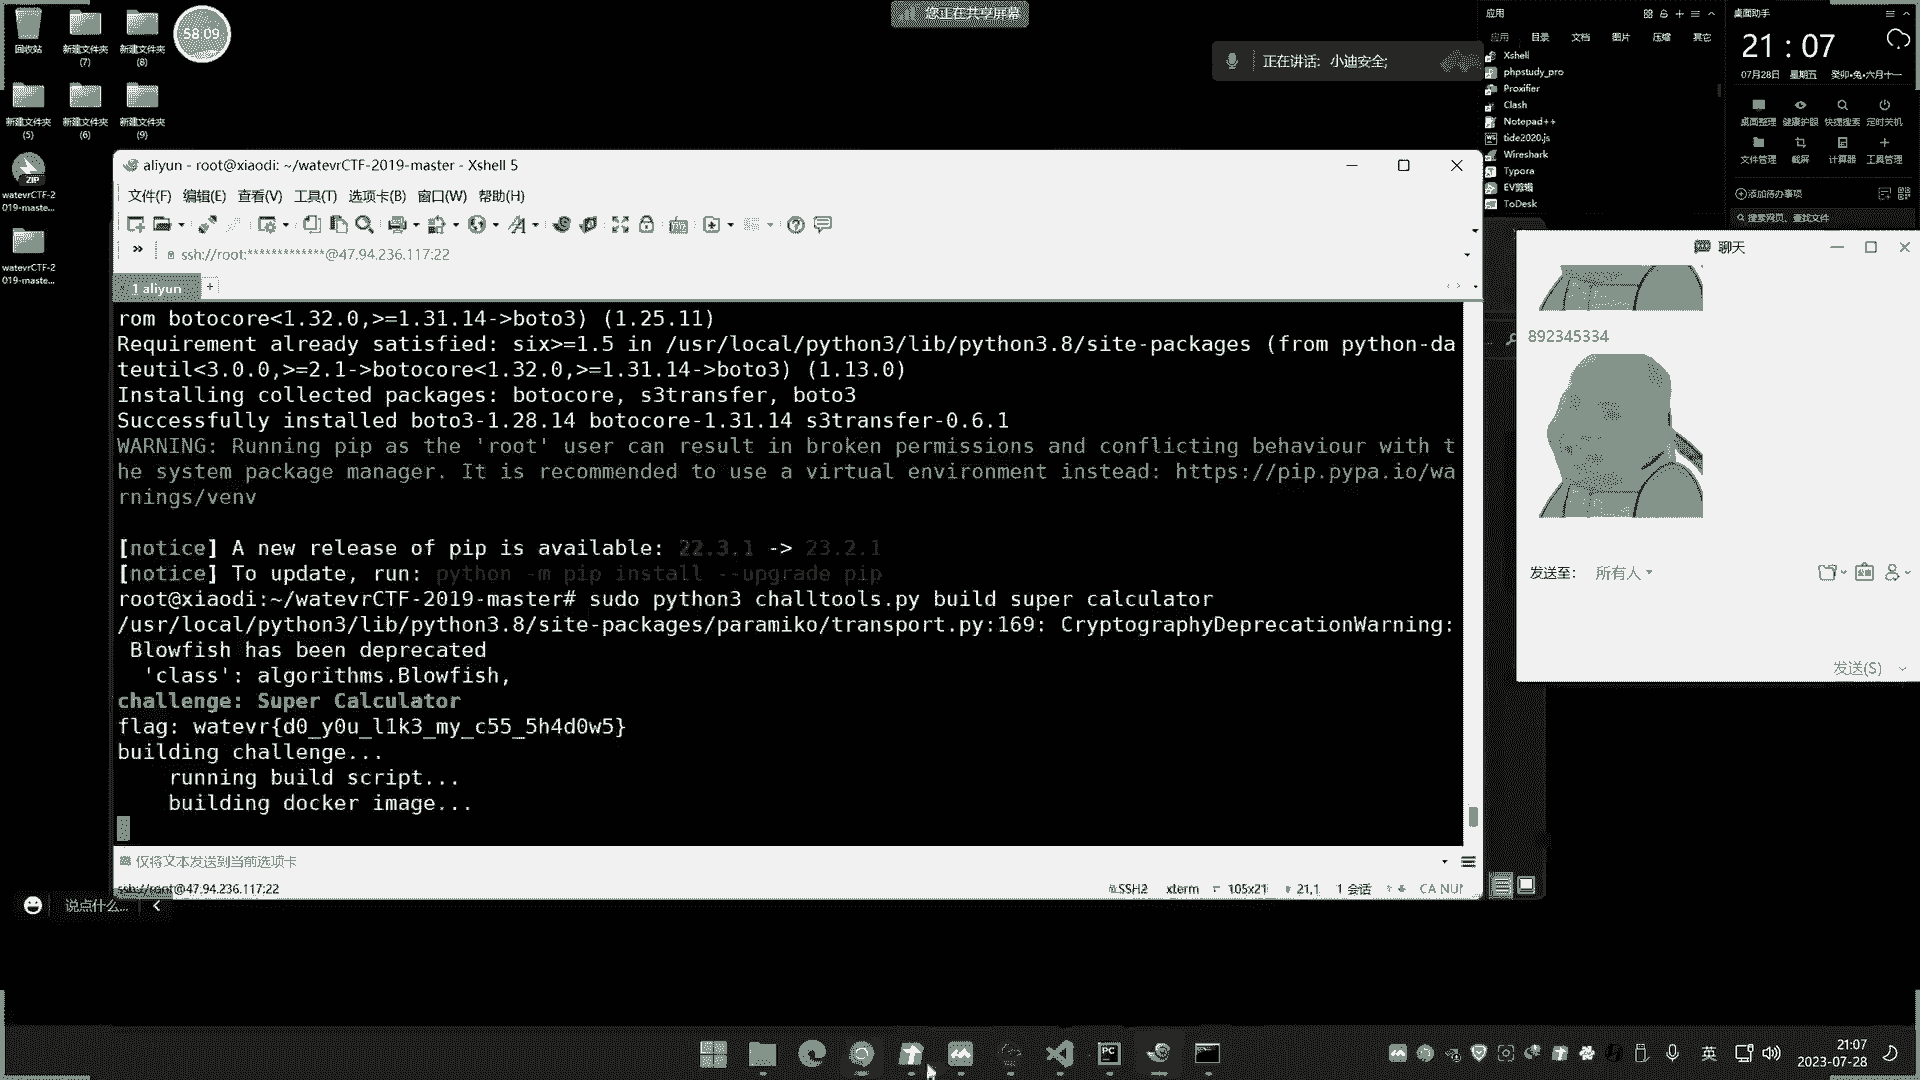 您正在共享屏幕
正在讲话: 小迪安全;
58:09
回收站
新建文件夹 (7)
新建文件夹 (8)
新建文件夹 (5)
新建文件夹 (6)
新建文件夹 (9)
ZIP
watevrCTF-2
019-maste...
watevrCTF-2
019-maste...
应用
应用 目录 文档 图片 压缩 其它
Xshell
phpstudy_pro
Proxifier
Clash
Notepad++
tide2020.js
Wireshark
Typora
EV剪辑
ToDesk
桌面助手
21:07
07月28日 星期五 癸卯•兔•六月十一
桌面整理 健康护眼 快捷搜索 定时关机
文件管理 截屏 计算器 工具管理
添加待办事项
搜索网页、查找文件
aliyun - root@xiaodi: ~/watevrCTF-2019-master - Xshell 5
文件(F) 编辑(E) 查看(V) 工具(T) 选项卡(B) 窗口(W) 帮助(H)
ssh://root:*************@47.94.236.117:22
1 aliyun +
rom botocore<1.32.0,>=1.31.14->boto3) (1.25.11)
Requirement already satisfied: six>=1.5 in /usr/local/python3/lib/python3.8/site-packages (from python-da
teutil<3.0.0,>=2.1->botocore<1.32.0,>=1.31.14->boto3) (1.13.0)
Installing collected packages: botocore, s3transfer, boto3
Successfully installed boto3-1.28.14 botocore-1.31.14 s3transfer-0.6.1
WARNING: Running pip as the 'root' user can result in broken permissions and conflicting behaviour with t
he system package manager. It is recommended to use a virtual environment instead: https://pip.pypa.io/wa
rnings/venv
[notice] A new release of pip is available: 22.3.1 -> 23.2.1
[notice] To update, run: python -m pip install --upgrade pip
root@xiaodi:~/watevrCTF-2019-master# sudo python3 challtools.py build super calculator
/usr/local/python3/lib/python3.8/site-packages/paramiko/transport.py:169: CryptographyDeprecationWarning:
Blowfish has been deprecated
'class': algorithms.Blowfish,
challenge: Super Calculator
flag: watevr{d0_y0u_l1k3_my_c55_5h4d0w5}
building challenge...
running build script...
building docker image...
仅将文本发送到当前选项卡
ssh://root@47.94.236.117:22 SSH2 xterm 105x21 21,1 1 会话 CA NU
聊天
892345334
发送至: 所有人
发送(S)
说点什么...
PC
英
21:07
2023-07-28